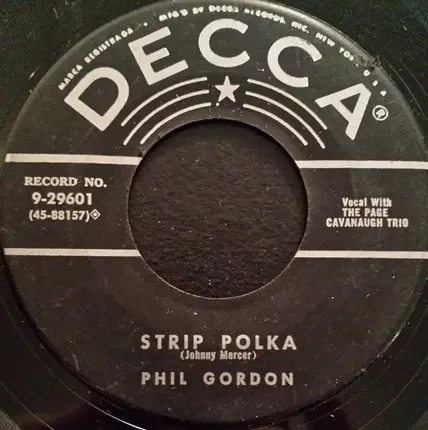 MARCA REGISTRADA • MFG'D BY DECCA RECORDS, INC., NEW YORK, U.S.A.
DECCA®
RECORD NO.
9-29601
(45-88157)
Vocal With
THE PAGE
CAVANAUGH TRIO
STRIP POLKA
(Johnny Mercer)
PHIL GORDON